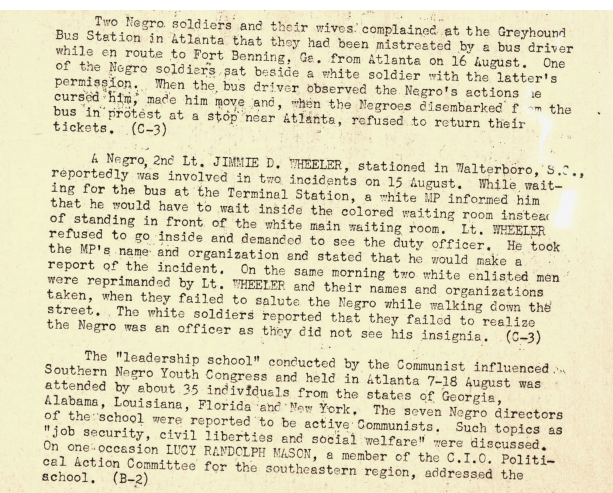 Two Negro soldiers and their wives complained at the Greyhound
Bus Station in Atlanta that they had been mistreated by a bus driver
while en route to Fort Benning, Ga. from Atlanta on 16 August. One
of the Negro soldiers sat beside a white soldier with the latter's
permission. When the bus driver observed the Negro's actions he
cursed him, made him move and, when the Negroes disembarked from the
bus in protest at a stop near Atlanta, refused to return their
tickets. (C-3)
A Negro, 2nd Lt. JIMMIE D. WHEELER, stationed in Walterboro, S.C.,
reportedly was involved in two incidents on 15 August. While wait-
ing for the bus at the Terminal Station, a white MP informed him
that he would have to wait inside the colored waiting room instead
of standing in front of the white main waiting room. Lt. WHEELER
refused to go inside and demanded to see the duty officer. He took
the MP's name and organization and stated that he would make a
report of the incident. On the same morning two white enlisted men
were reprimanded by Lt. WHEELER and their names and organizations
taken, when they failed to salute the Negro while walking down the
street. The white soldiers reported that they failed to realize
the Negro was an officer as they did not see his insignia. (C-3)
The "leadership school" conducted by the Communist influenced
Southern Negro Youth Congress and held in Atlanta 7-18 August was
attended by about 35 individuals from the states of Georgia,
Alabama, Louisiana, Florida and New York. The seven Negro directors
of the school were reported to be active Communists. Such topics as
"job security, civil liberties and social welfare" were discussed.
On one occasion LUCY RANDOLPH MASON, a member of the C.I.O. Politi-
cal Action Committee for the southeastern region, addressed the
school. (B-2)